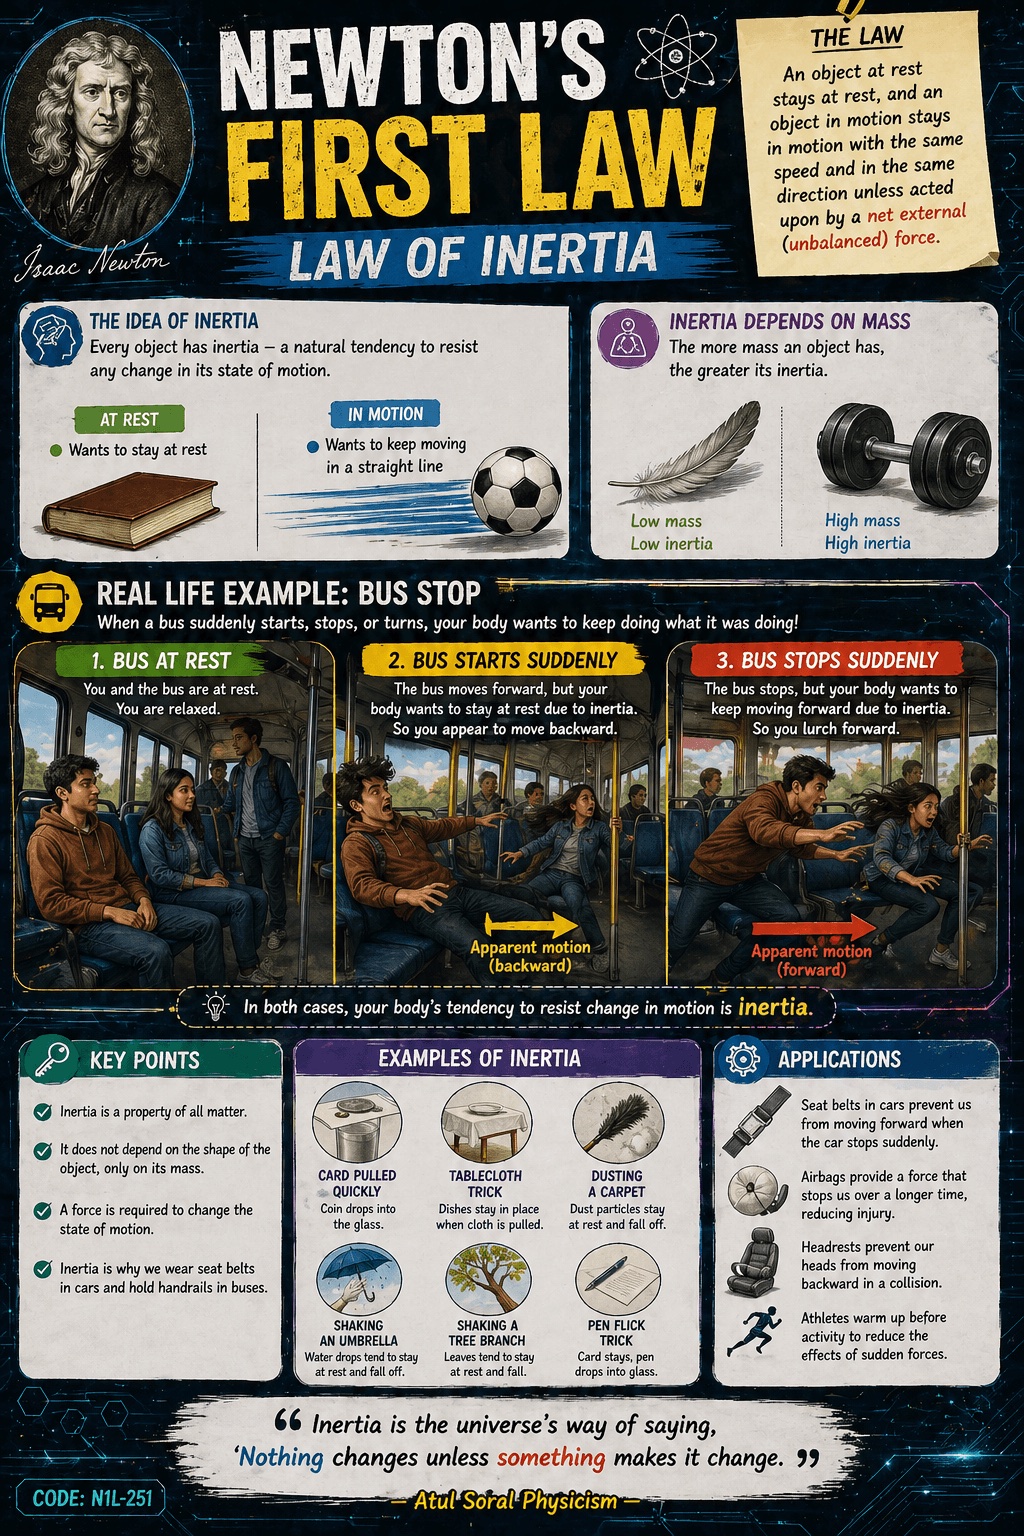 NEWTON'S
FIRST LAW
LAW OF INERTIA
Isaac Newton
THE LAW
An object at rest
stays at rest, and an
object in motion stays
in motion with the same
speed and in the same
direction unless acted
upon by a net external
(unbalanced) force.
THE IDEA OF INERTIA
Every object has inertia – a natural tendency to resist
any change in its state of motion.
AT REST
Wants to stay at rest
IN MOTION
Wants to keep moving
in a straight line
INERTIA DEPENDS ON MASS
The more mass an object has,
the greater its inertia.
Low mass
Low inertia
High mass
High inertia
REAL LIFE EXAMPLE: BUS STOP
When a bus suddenly starts, stops, or turns, your body wants to keep doing what it was doing!
1. BUS AT REST
You and the bus are at rest.
You are relaxed.
2. BUS STARTS SUDDENLY
The bus moves forward, but your
body wants to stay at rest due to inertia.
So you appear to move backward.
Apparent motion
(backward)
3. BUS STOPS SUDDENLY
The bus stops, but your body wants to
keep moving forward due to inertia.
So you lurch forward.
Apparent motion
(forward)
In both cases, your body's tendency to resist change in motion is inertia.
KEY POINTS
Inertia is a property of all matter.
It does not depend on the shape of the
object, only on its mass.
A force is required to change the
state of motion.
Inertia is why we wear seat belts
in cars and hold handrails in buses.
EXAMPLES OF INERTIA
CARD PULLED
QUICKLY
Coin drops into
the glass.
TABLECLOTH
TRICK
Dishes stay in place
when cloth is pulled.
DUSTING
A CARPET
Dust particles stay
at rest and fall off.
SHAKING
AN UMBRELLA
Water drops tend to stay
at rest and fall off.
SHAKING A
TREE BRANCH
Leaves tend to stay
at rest and fall.
PEN FLICK
TRICK
Card stays, pen
drops into glass.
APPLICATIONS
Seat belts in cars prevent us
from moving forward when
the car stops suddenly.
Airbags provide a force that
stops us over a longer time,
reducing injury.
Headrests prevent our
heads from moving
backward in a collision.
Athletes warm up before
activity to reduce the
effects of sudden forces.
“ Inertia is the universe's way of saying,
‘Nothing changes unless something makes it change. ”
– Atul Soral Physicism –
CODE: N1L-251